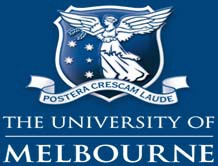 POSTERA CRESCAM LAUDE
THE UNIVERSITY OF
MELBOURNE